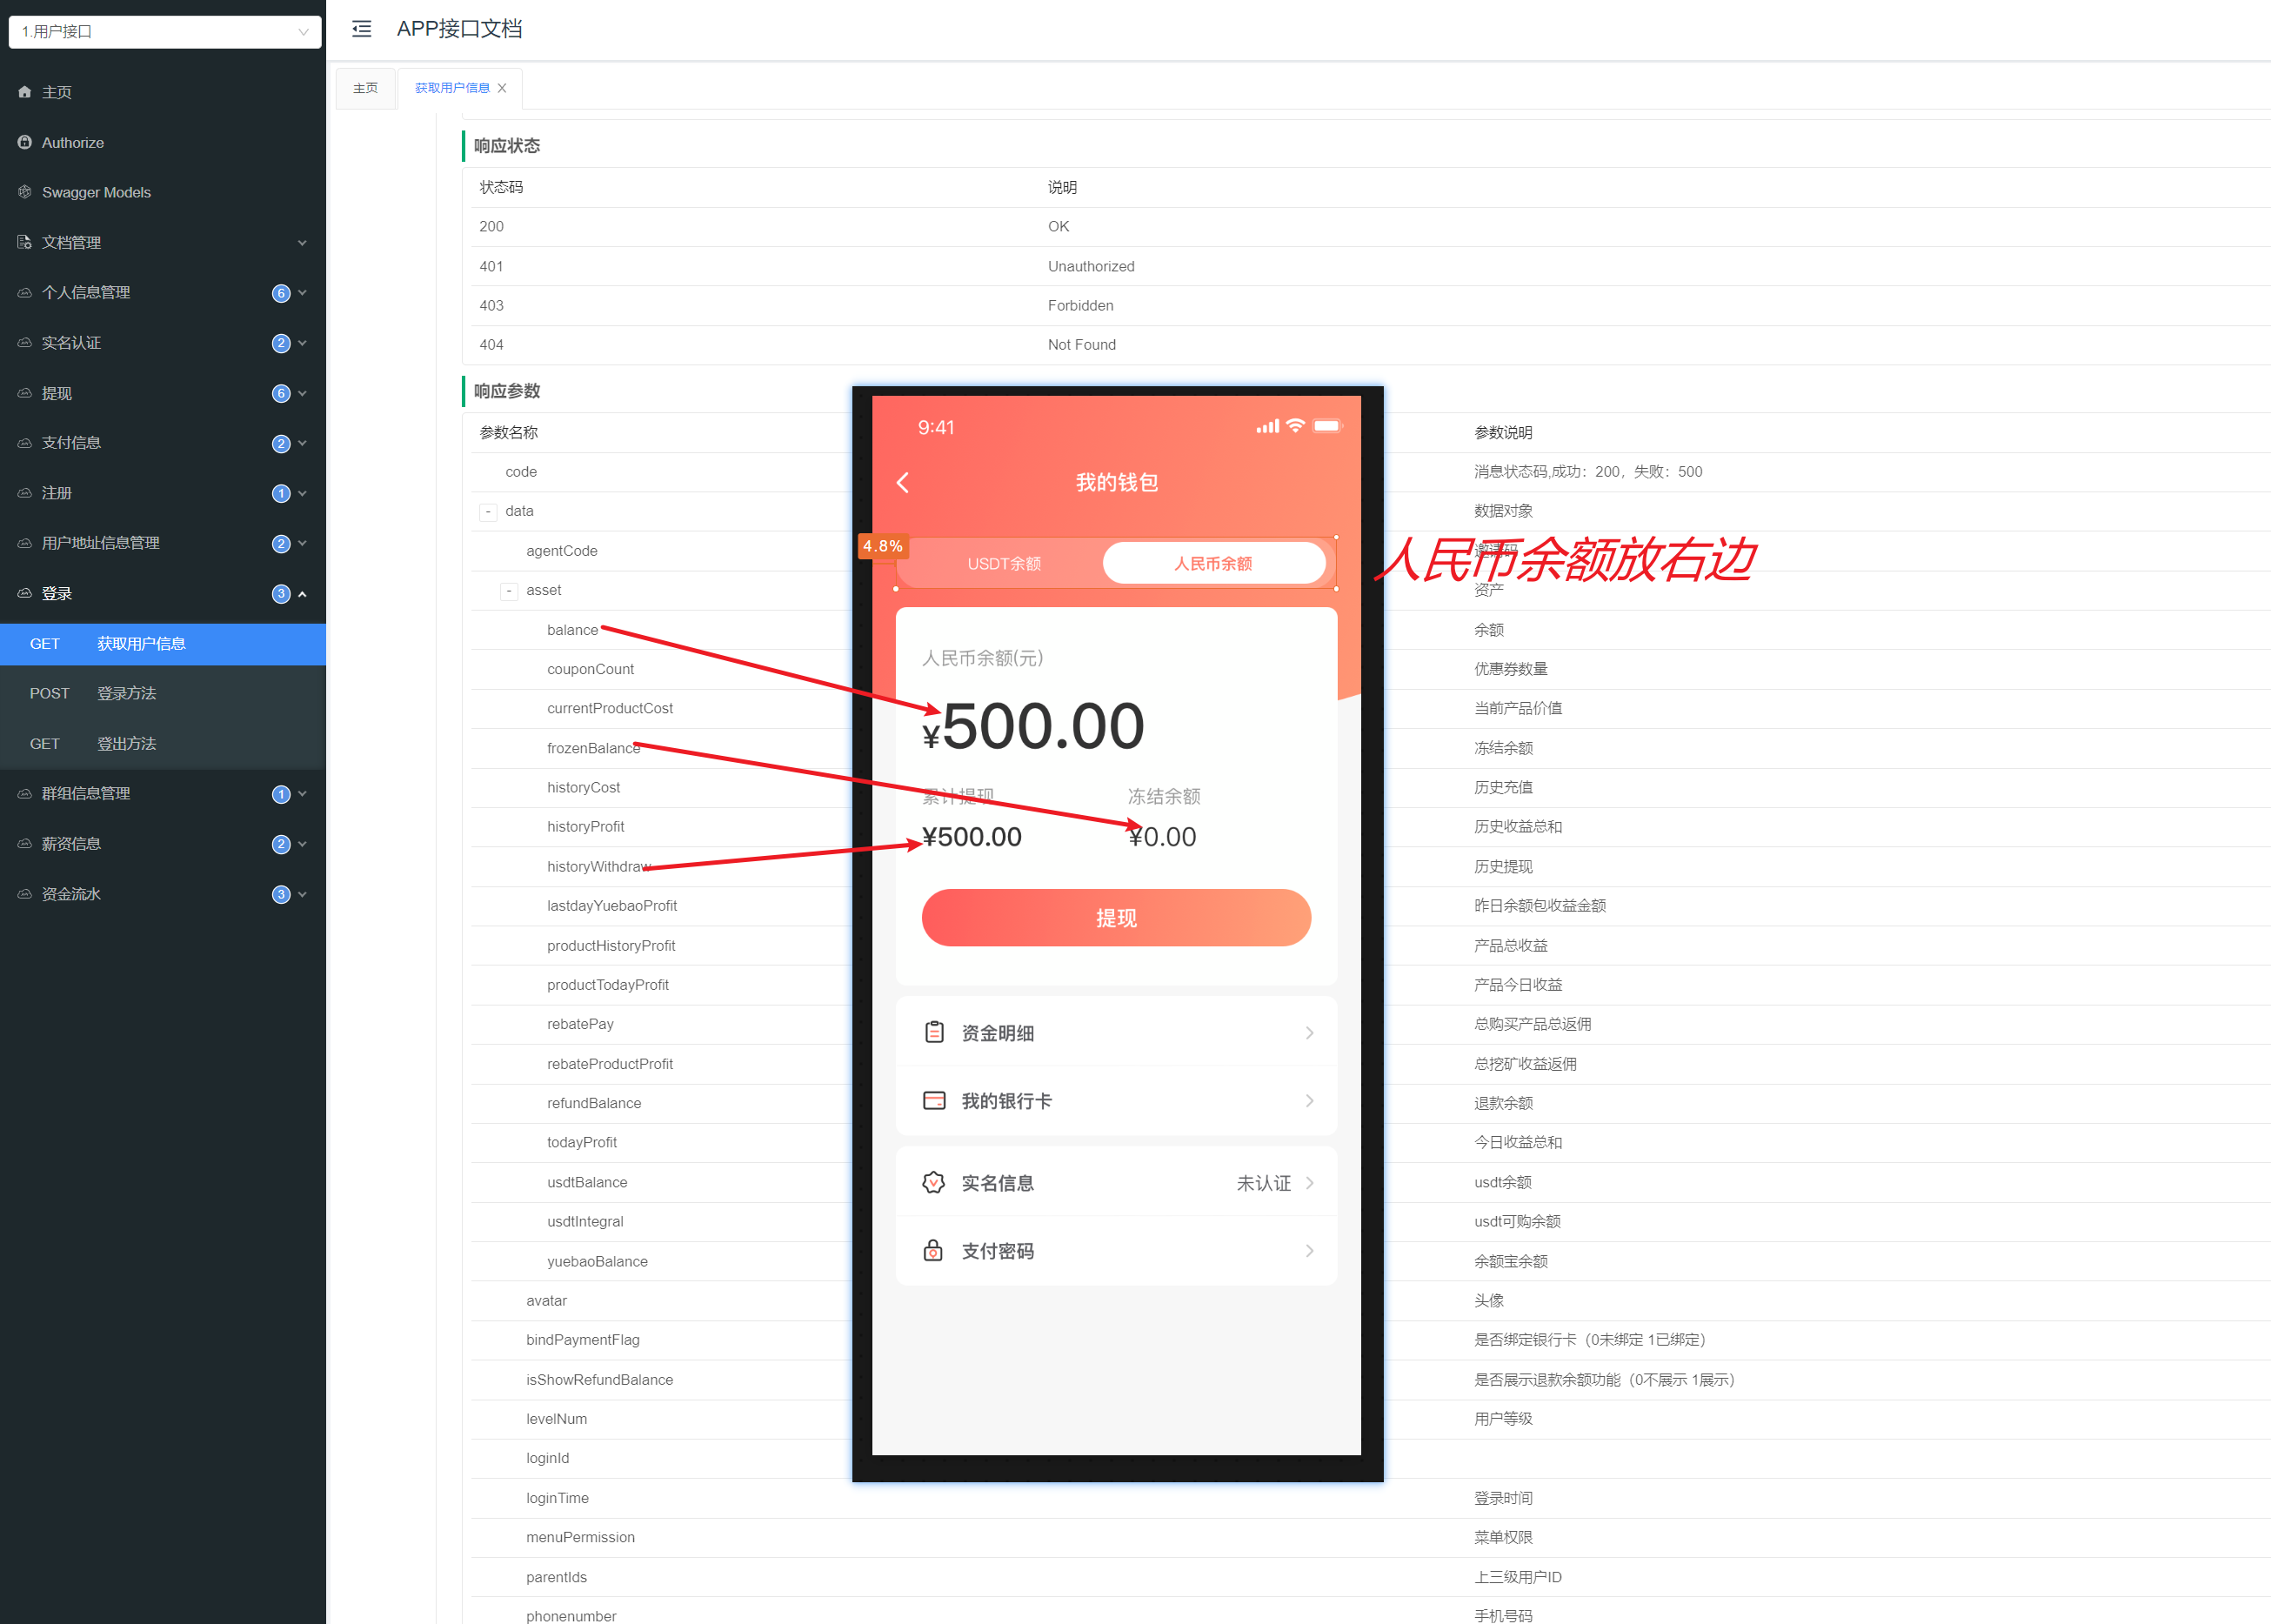 1.用户接口
主页
Authorize
Swagger Models
文档管理
个人信息管理 6
实名认证 2
提现 6
支付信息 2
注册 1
用户地址信息管理 2
登录 3
GET 获取用户信息
POST 登录方法
GET 登出方法
群组信息管理 1
薪资信息 2
资金流水 3
APP接口文档
主页 获取用户信息
响应状态
状态码 说明
200 OK
401 Unauthorized
403 Forbidden
404 Not Found
响应参数
参数名称 参数说明
code 消息状态码,成功：200，失败：500
- data 数据对象
agentCode 邀请码
- asset 资产
balance 余额
couponCount 优惠券数量
currentProductCost 当前产品价值
frozenBalance 冻结余额
historyCost 历史充值
historyProfit 历史收益总和
historyWithdraw 历史提现
lastdayYuebaoProfit 昨日余额包收益金额
productHistoryProfit 产品总收益
productTodayProfit 产品今日收益
rebatePay 总购买产品总返佣
rebateProductProfit 总挖矿收益返佣
refundBalance 退款余额
todayProfit 今日收益总和
usdtBalance usdt余额
usdtIntegral usdt可购余额
yuebaoBalance 余额宝余额
avatar 头像
bindPaymentFlag 是否绑定银行卡（0未绑定 1已绑定）
isShowRefundBalance 是否展示退款余额功能（0不展示 1展示）
levelNum 用户等级
loginId
loginTime 登录时间
menuPermission 菜单权限
parentIds 上三级用户ID
phonenumber 手机号码
9:41
我的钱包
4.8%
USDT余额 人民币余额
人民币余额放右边
人民币余额(元)
¥500.00
累计提现 冻结余额
¥500.00 ¥0.00
提现
资金明细
我的银行卡
实名信息 未认证
支付密码